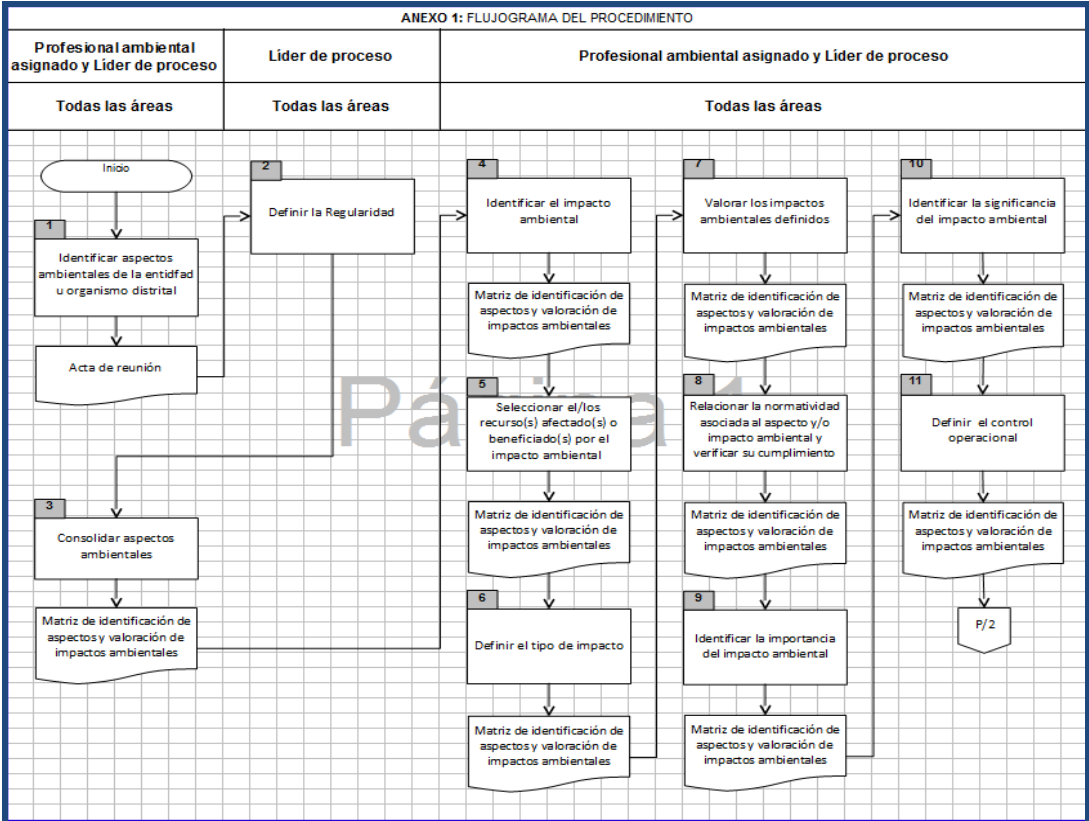 ANEXO 1: FLUJOGRAMA DEL PROCEDIMIENTO
Profesional ambiental
asignado y Líder de proceso
Líder de proceso
Profesional ambiental asignado y Líder de proceso
Todas las áreas
Todas las áreas
Todas las áreas
Inicio
1
Identificar aspectos
ambientales de la entidfad
u organismo distrital
Acta de reunión
2
Definir la Regularidad
3
Consolidar aspectos
ambientales
Matriz de identificación de
aspectos y valoración de
impactos ambientales
4
Identificar el impacto
ambiental
Matriz de identificación de
aspectos y valoración de
impactos ambientales
5
Seleccionar el/los
recurso(s) afectado(s) o
beneficiado(s) por el
impacto ambiental
Matriz de identificación de
aspectos y valoración de
impactos ambientales
6
Definir el tipo de impacto
Matriz de identificación de
aspectos y valoración de
impactos ambientales
7
Valorar los impactos
ambientales definidos
Matriz de identificación de
aspectos y valoración de
impactos ambientales
8
Relacionar la normatividad
asociada al aspecto y/o
impacto ambiental y
verificar su cumplimiento
Matriz de identificación de
aspectos y valoración de
impactos ambientales
9
Identificar la importancia
del impacto ambiental
Matriz de identificación de
aspectos y valoración de
impactos ambientales
10
Identificar la significancia
del impacto ambiental
Matriz de identificación de
aspectos y valoración de
impactos ambientales
11
Definir el control
operacional
Matriz de identificación de
aspectos y valoración de
impactos ambientales
P/2
Página 1